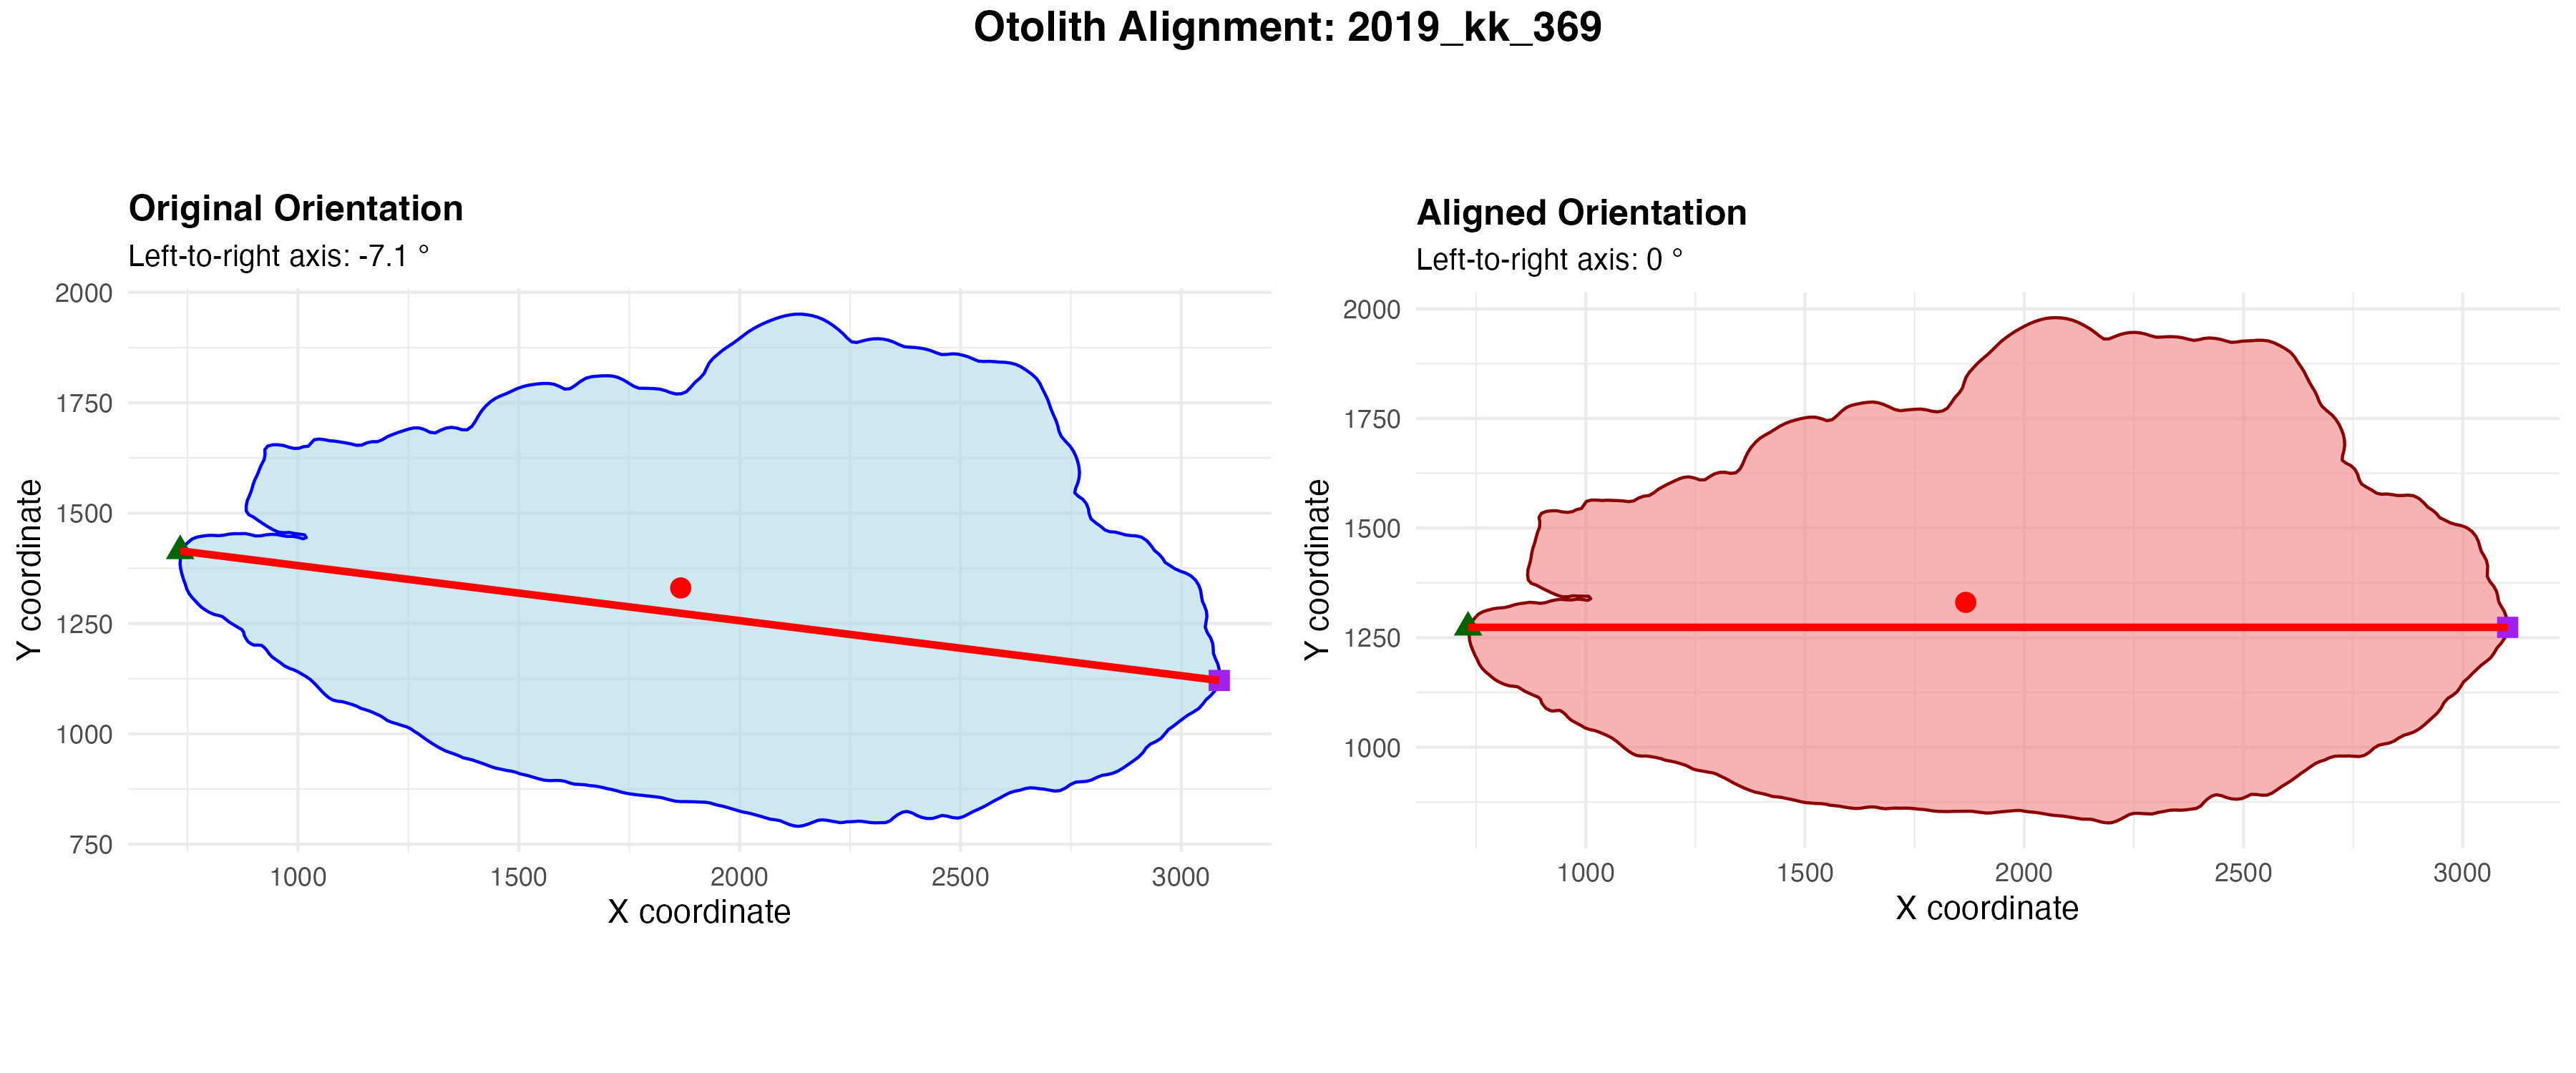 Otolith Alignment: 2019_kk_369
Original Orientation
Left-to-right axis: -7.1 °
2000
1750
1500
1250
1000
750
Y coordinate
1000 1500 2000 2500 3000
X coordinate
Aligned Orientation
Left-to-right axis: 0 °
2000
1750
1500
1250
1000
Y coordinate
1000 1500 2000 2500 3000
X coordinate